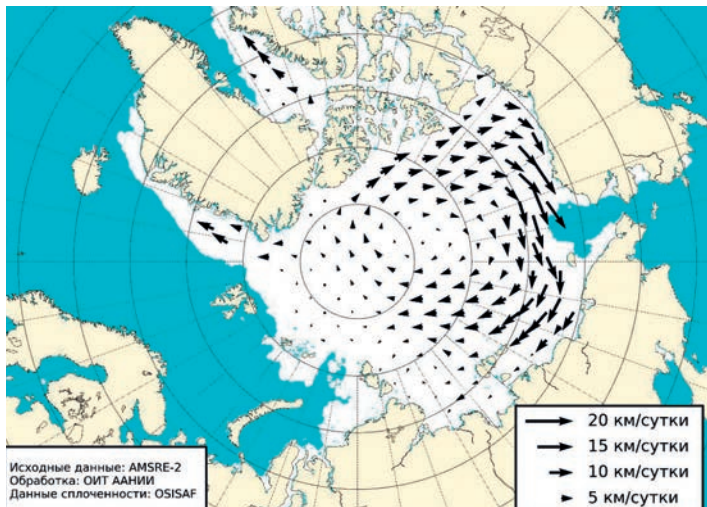 Исходные данные: AMSRE-2
Обработка: ОИТ ААНИИ
Данные сплоченности: OSISAF
20 км/сутки
15 км/сутки
10 км/сутки
5 км/сутки